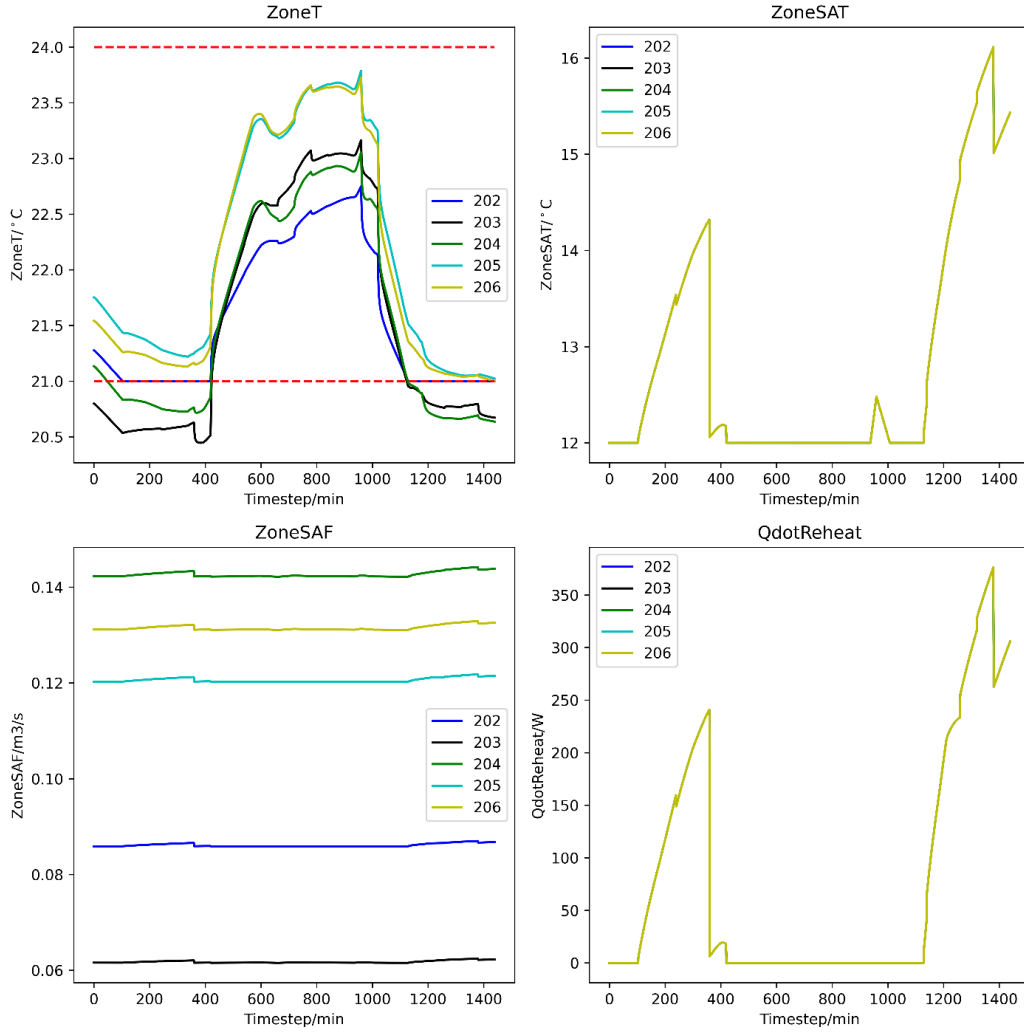 ZoneT
ZoneT/°C
24.0
23.5
23.0
22.5
22.0
21.5
21.0
20.5
202
203
204
205
206
0 200 400 600 800 1000 1200 1400
Timestep/min
ZoneSAT
ZoneSAT/°C
16
15
14
13
12
202
203
204
205
206
0 200 400 600 800 1000 1200 1400
Timestep/min
ZoneSAF
ZoneSAF/m3/s
0.14
0.12
0.10
0.08
0.06
202
203
204
205
206
0 200 400 600 800 1000 1200 1400
Timestep/min
QdotReheat
QdotReheat/W
350
300
250
200
150
100
50
0
202
203
204
205
206
0 200 400 600 800 1000 1200 1400
Timestep/min